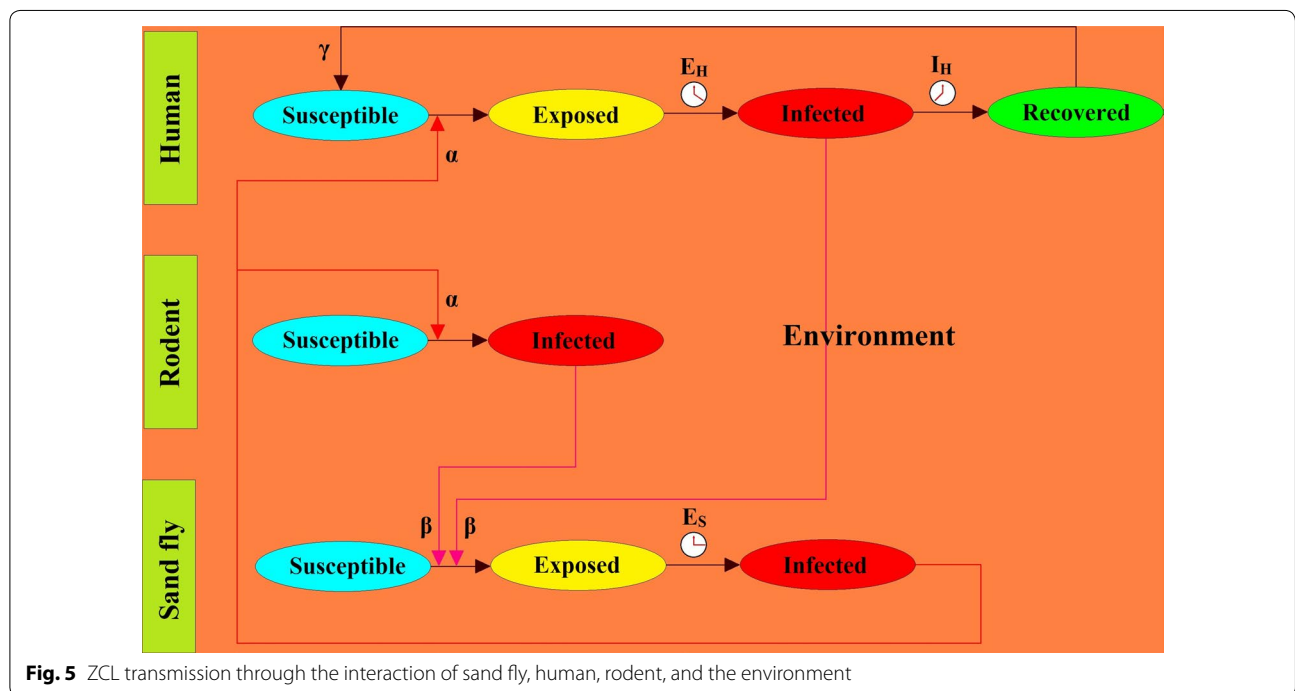 Human
γ
Susceptible
α
Exposed
E_H
Infected
I_H
Recovered
Rodent
Susceptible
α
Infected
Environment
Sand fly
Susceptible
β
β
Exposed
E_S
Infected
Fig. 5 ZCL transmission through the interaction of sand fly, human, rodent, and the environment